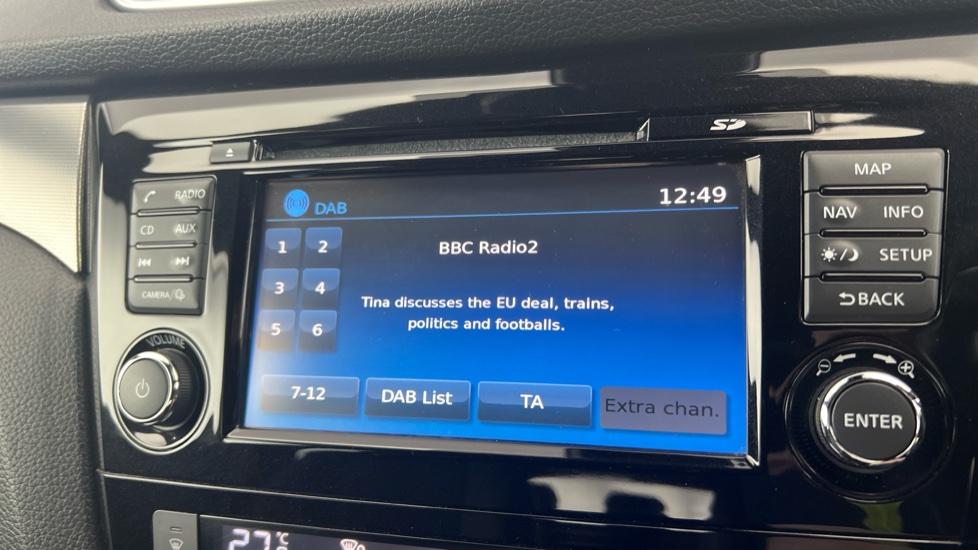 SD
RADIO
CD AUX
CAMERA/
VOLUME
DAB 12:49
1 2
3 4
5 6
BBC Radio2
Tina discusses the EU deal, trains,
politics and footballs.
7-12 DAB List TA Extra chan.
MAP
NAV INFO
SETUP
BACK
ENTER
27°C